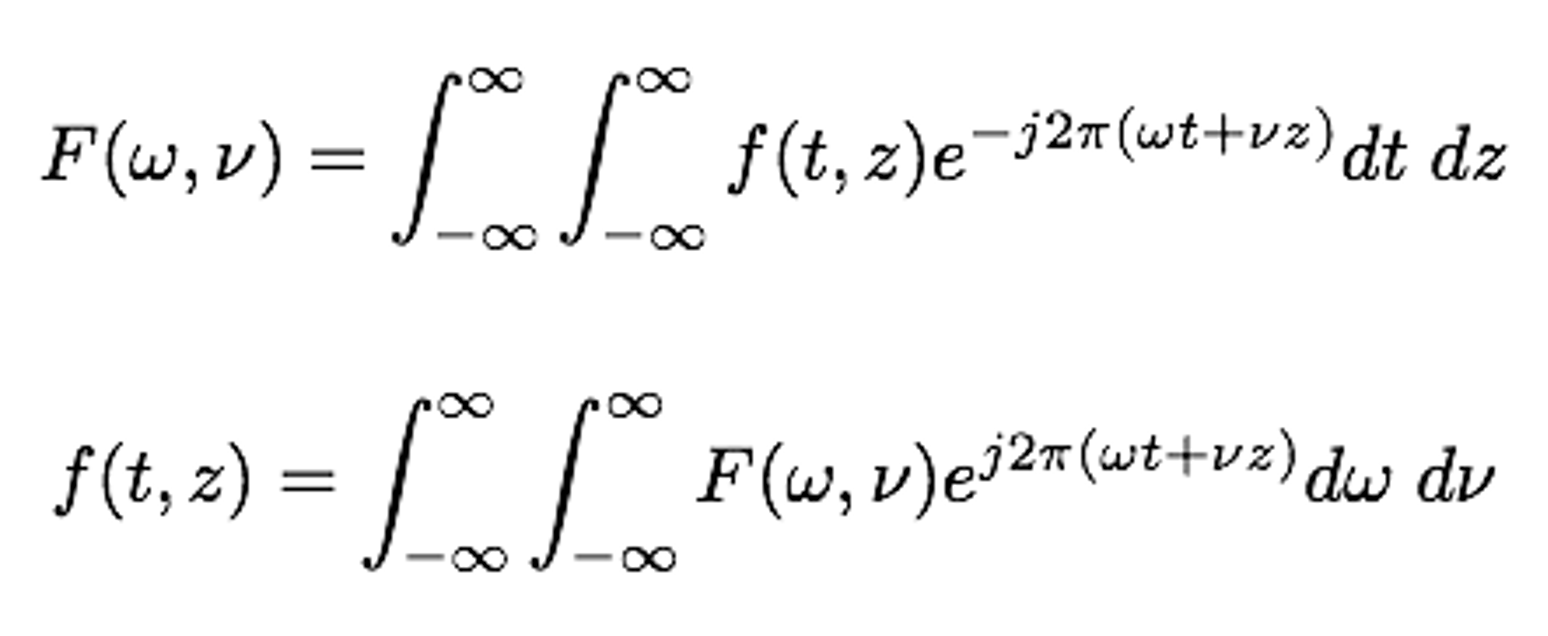 F(ω, ν) = ∫_{-∞}^{∞} ∫_{-∞}^{∞} f(t, z)e^{-j2π(ωt+νz)} dt dz
f(t, z) = ∫_{-∞}^{∞} ∫_{-∞}^{∞} F(ω, ν)e^{j2π(ωt+νz)} dω dν